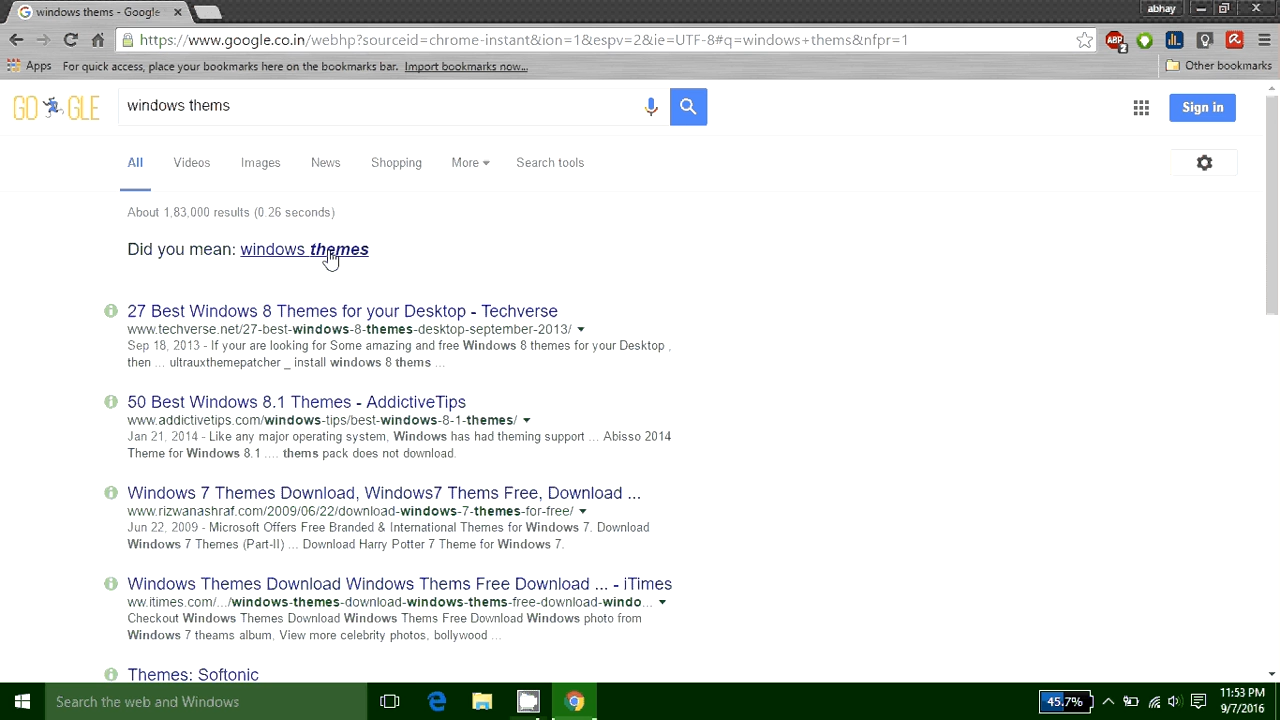 windows thems - Google
abhay
https://www.google.co.in/webhp?sourceid=chrome-instant&ion=1&espv=2&ie=UTF-8#q=windows+thems&nfpr=1
ABP 2
Apps For quick access, place your bookmarks here on the bookmarks bar. Import bookmarks now... Other bookmarks
GO GLE
windows thems
Sign in
All Videos Images News Shopping More Search tools
About 1,83,000 results (0.26 seconds)
Did you mean: windows themes
27 Best Windows 8 Themes for your Desktop - Techverse
www.techverse.net/27-best-windows-8-themes-desktop-september-2013/
Sep 18, 2013 - If your are looking for Some amazing and free Windows 8 themes for your Desktop ,
then ... ultrauxthemepatcher _ install windows 8 thems ...
50 Best Windows 8.1 Themes - AddictiveTips
www.addictivetips.com/windows-tips/best-windows-8-1-themes/
Jan 21, 2014 - Like any major operating system, Windows has had theming support ... Abisso 2014
Theme for Windows 8.1 .... thems pack does not download.
Windows 7 Themes Download, Windows7 Thems Free, Download ...
www.rizwanashraf.com/2009/06/22/download-windows-7-themes-for-free/
Jun 22, 2009 - Microsoft Offers Free Branded & International Themes for Windows 7. Download
Windows 7 Themes (Part-II) ... Download Harry Potter 7 Theme for Windows 7.
Windows Themes Download Windows Thems Free Download ... - iTimes
ww.itimes.com/.../windows-themes-download-windows-thems-free-download-windo...
Checkout Windows Themes Download Windows Thems Free Download Windows photo from
Windows 7 theams album, View more celebrity photos, bollywood ...
Themes: Softonic
Search the web and Windows
45.7%
11:53 PM
9/7/2016